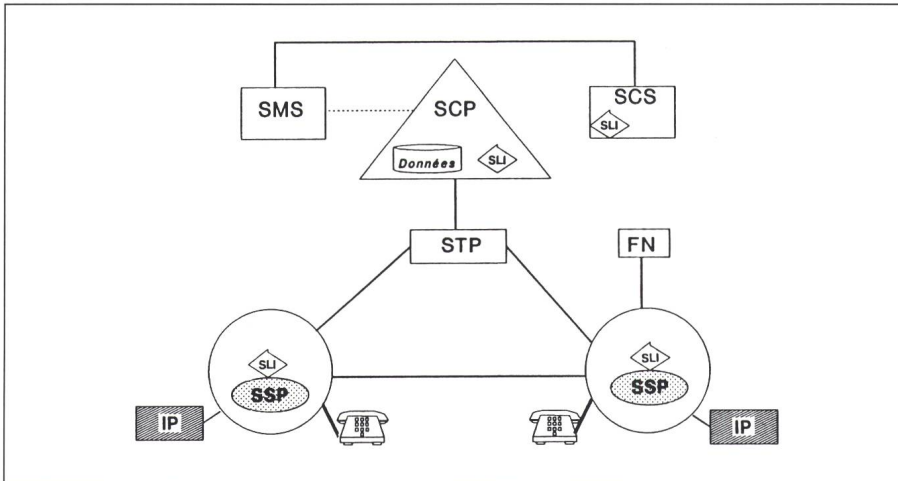 SMS
SCP
SCS
SLI
Données
SLI
STP
FN
SLI
SSP
SLI
SSP
IP
IP